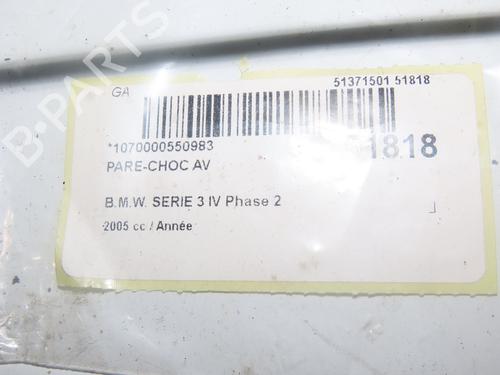 GA
51371501 51818
*1070000550983
1818
PARE-CHOC AV
B.M.W. SERIE 3 IV Phase 2
2005 cc / Année
B-PARTS